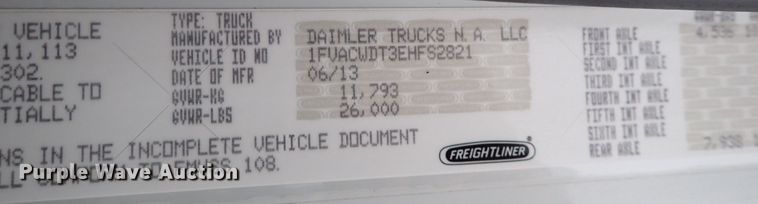 VEHICLE
11,113
302.
CABLE TO
TIALLY
NS IN THE INCOMPLETE VEHICLE DOCUMENT
108.
TYPE: TRUCK
MANUFACTURED BY DAIMLER TRUCKS N.A. LLC
VEHICLE ID NO 1FVACWDT3EHFS2821
DATE OF MFR 06/13
GVWR-KG 11,793
GVWR-LBS 26,000
FREIGHTLINER
FRONT AXLE 4,536
FIRST INT AXLE
SECOND INT AXLE
THIRD INT AXLE
FOURTH INT AXLE
FIFTH INT AXLE
SIXTH INT AXLE
REAR AXLE 7,938
Purple Wave Auction